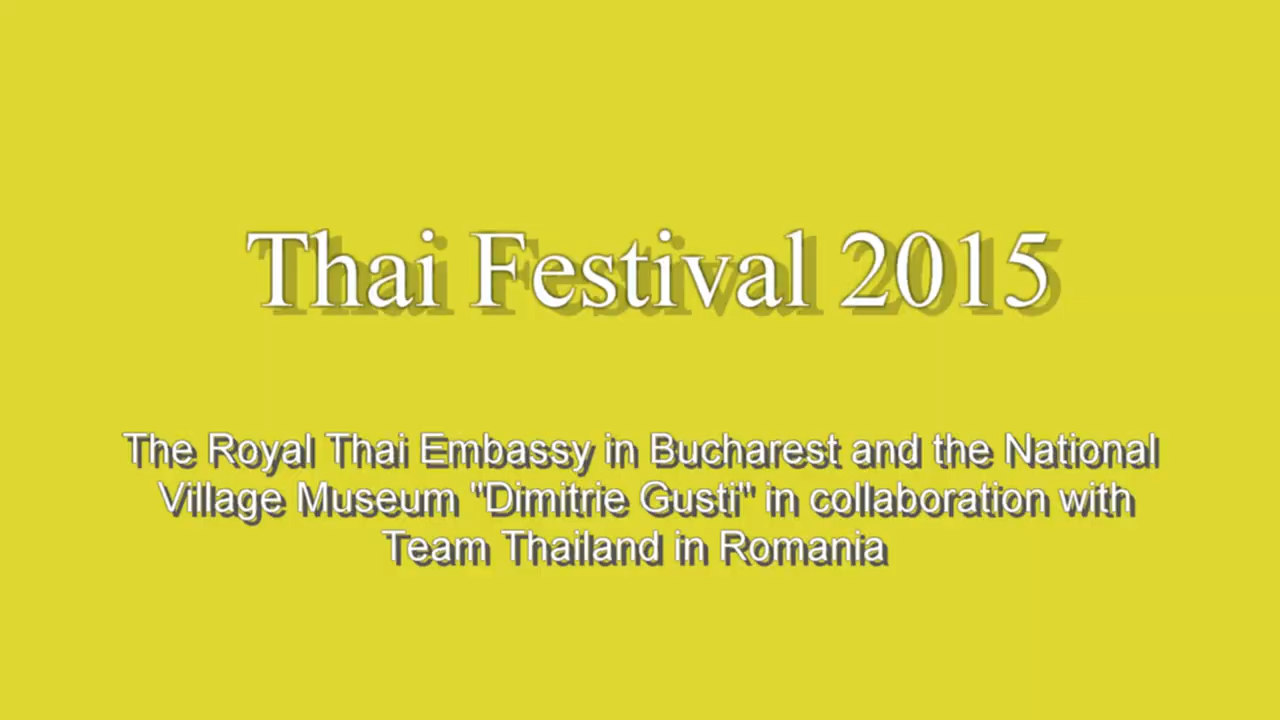 Thai Festival 2015
The Royal Thai Embassy in Bucharest and the National
Village Museum "Dimitrie Gusti" in collaboration with
Team Thailand in Romania